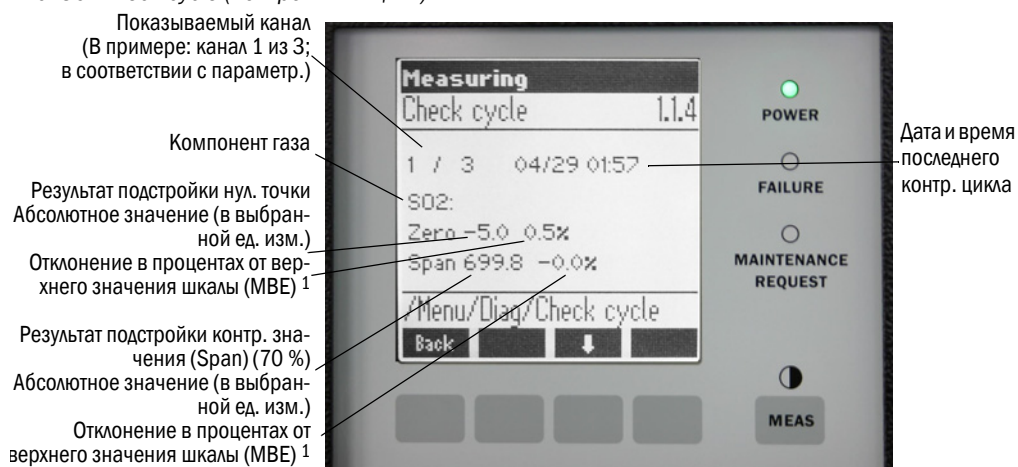 Показываемый канал
(В примере: канал 1 из 3;
в соответствии с параметр.)
Компонент газа
Результат подстройки нул. точки
Абсолютное значение (в выбран-
ной ед. изм.)
Отклонение в процентах от вер-
хнего значения шкалы (MBE) 1
Результат подстройки контр. зна-
чения (Span) (70 %)
Абсолютное значение (в выбран-
ной ед. изм.)
Отклонение в процентах от
верхнего значения шкалы (MBE) 1
Measuring
Check cycle 1.1.4
1 / 3 04/29 01:57
SO2:
Zero -5.0 0.5%
Span 699.8 -0.0%
/Menu/Diag/Check cycle
Back
POWER
FAILURE
MAINTENANCE
REQUEST
MEAS
Дата и время
последнего
контр. цикла